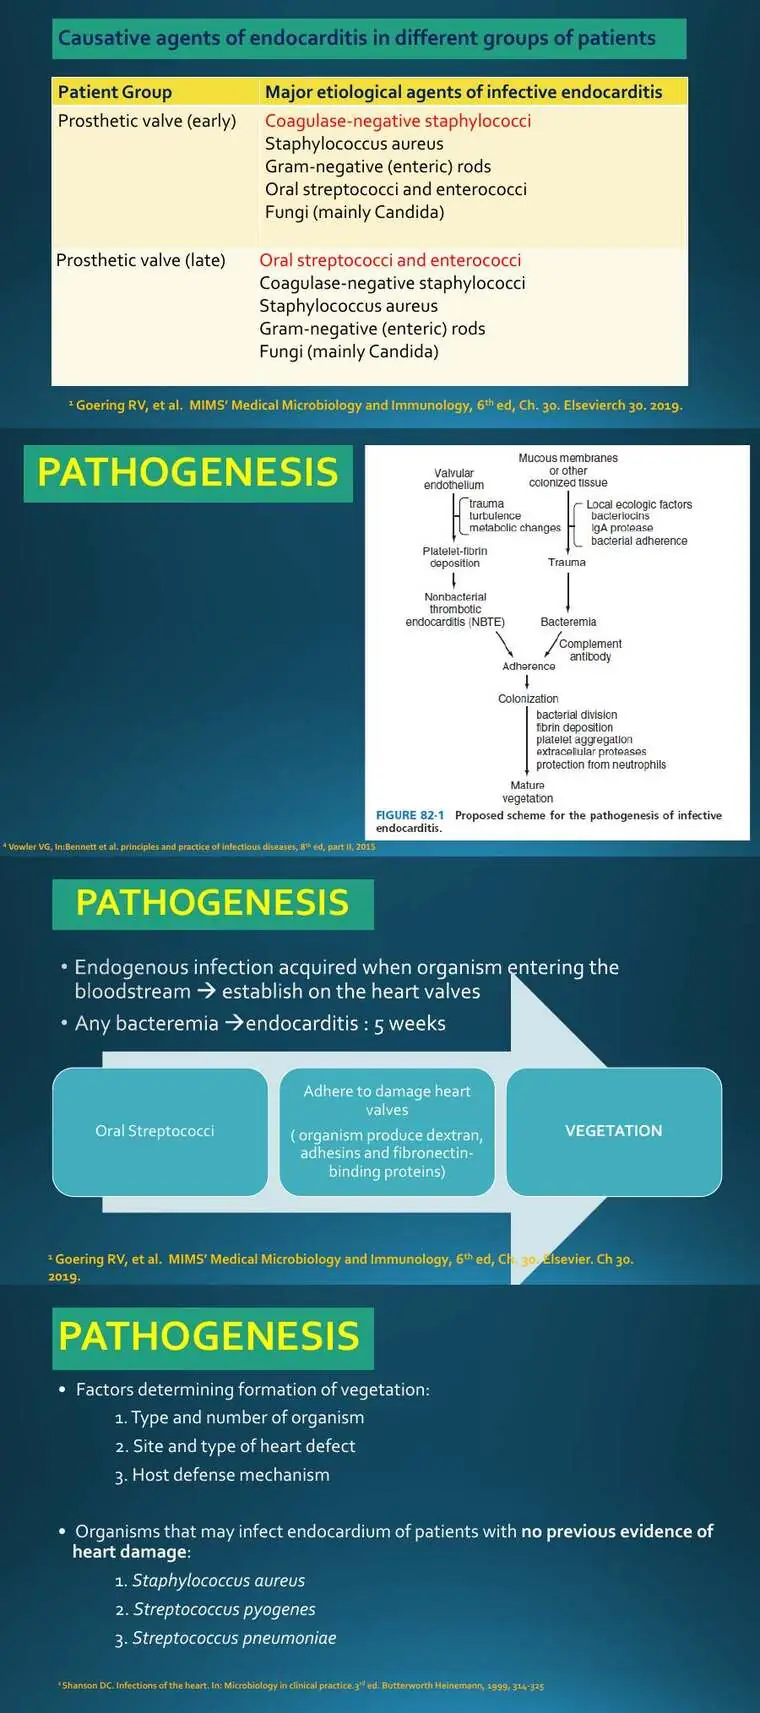 Causative agents of endocarditis in different groups of patients
Patient Group
Major etiological agents of infective endocarditis
Prosthetic valve (early)
Coagulase-negative staphylococci
Staphylococcus aureus
Gram-negative (enteric) rods
Oral streptococci and enterococci
Fungi (mainly Candida)
Prosthetic valve (late)
Oral streptococci and enterococci
Coagulase-negative staphylococci
Staphylococcus aureus
Gram-negative (enteric) rods
Fungi (mainly Candida)
¹ Goering RV, et al. MIMS' Medical Microbiology and Immunology, 6th ed, Ch. 30. Elsevierch 30. 2019.
PATHOGENESIS
Valvular
endothelium
trauma
turbulence
metabolic changes
Platelet-fibrin
deposition
Nonbacterial
thrombotic
endocarditis (NBTE)
Mucous membranes
or other
colonized tissue
Local ecologic factors
bacteriocins
IgA protease
bacterial adherence
Trauma
Bacteremia
Complement
antibody
Adherence
Colonization
bacterial division
fibrin deposition
platelet aggregation
extracellular proteases
protection from neutrophils
Mature
vegetation
FIGURE 82-1 Proposed scheme for the pathogenesis of infective
endocarditis.
⁴ Vowler VG, In:Bennett et al. principles and practice of infectious diseases, 8th ed, part II, 2015
PATHOGENESIS
• Endogenous infection acquired when organism entering the
bloodstream → establish on the heart valves
• Any bacteremia →endocarditis : 5 weeks
Oral Streptococci
Adhere to damage heart
valves
( organism produce dextran,
adhesins and fibronectin-
binding proteins)
VEGETATION
¹ Goering RV, et al. MIMS' Medical Microbiology and Immunology, 6th ed, Ch. 30. Elsevier. Ch 30.
2019.
PATHOGENESIS
• Factors determining formation of vegetation:
1. Type and number of organism
2. Site and type of heart defect
3. Host defense mechanism
• Organisms that may infect endocardium of patients with no previous evidence of
heart damage:
1. Staphylococcus aureus
2. Streptococcus pyogenes
3. Streptococcus pneumoniae
² Shanson DC. Infections of the heart. In: Microbiology in clinical practice.3rd ed. Butterworth Heinemann, 1999, 314-325